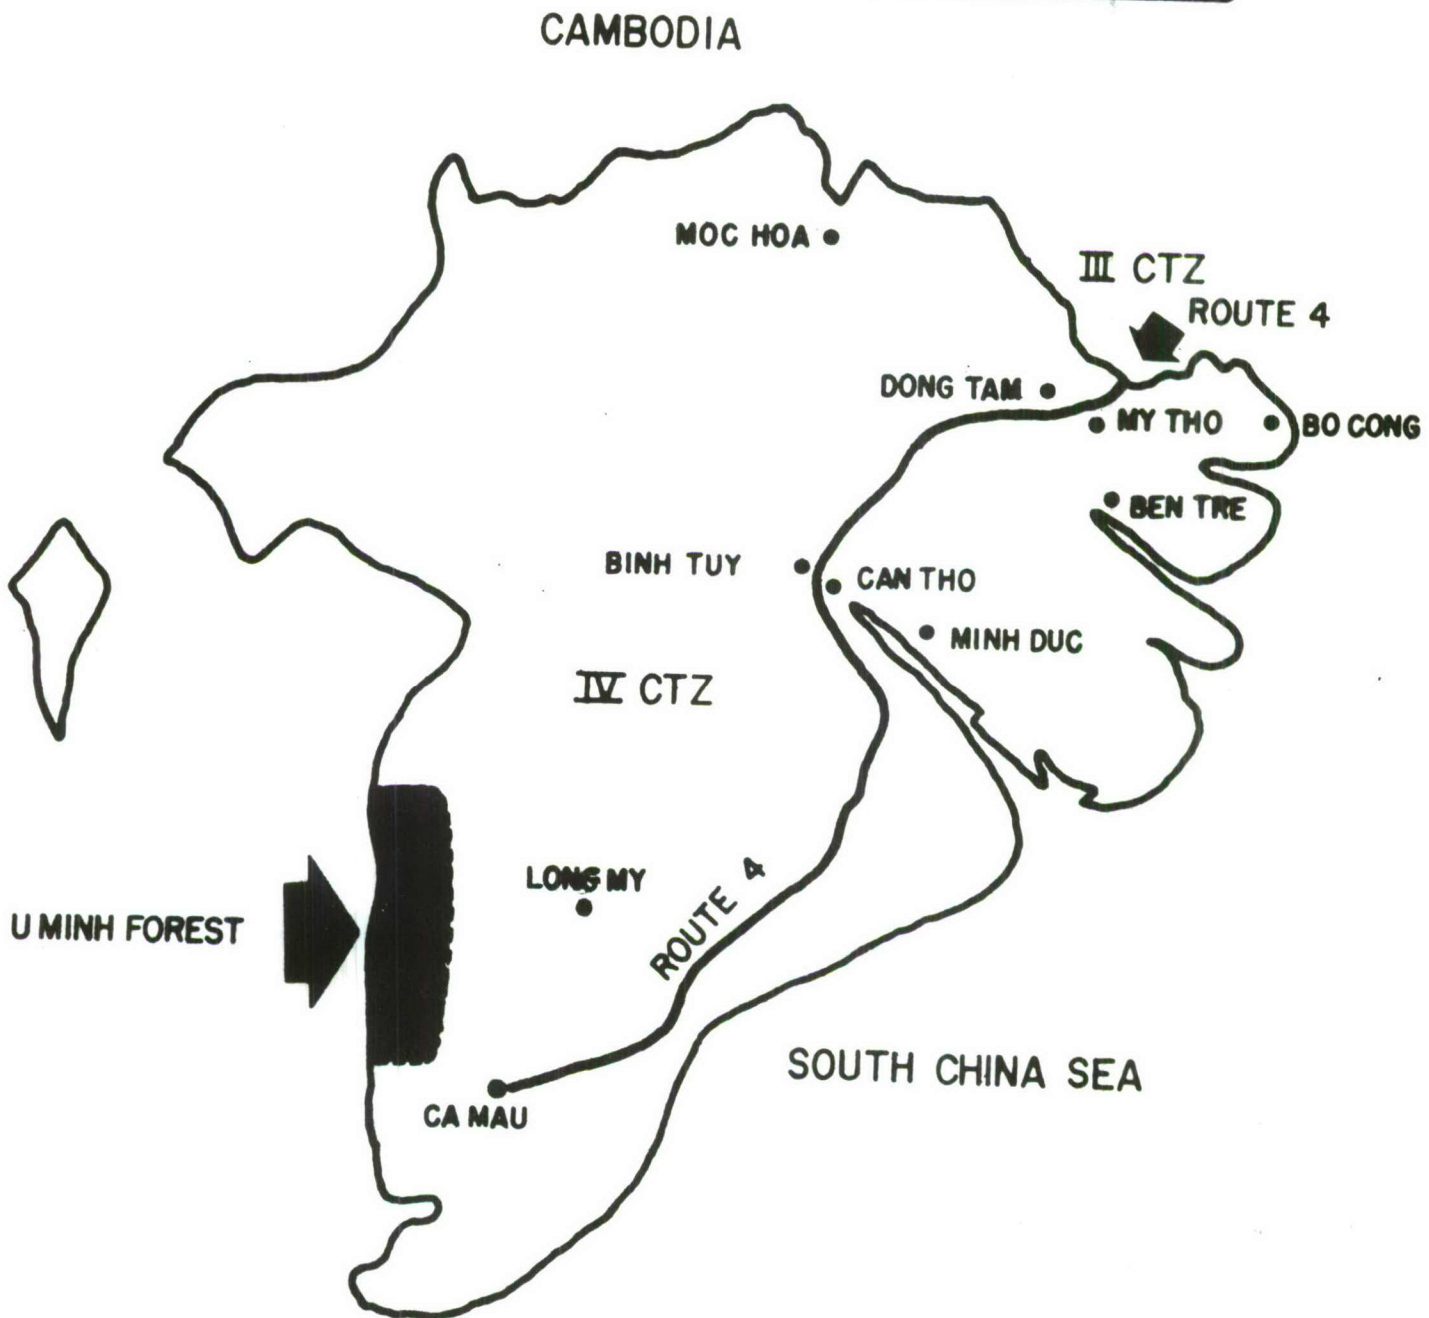 CAMBODIA
MOC HOA
III CTZ
ROUTE 4
DONG TAM
MY THO
BO CONG
BEN TRE
BINH TUY
CAN THO
MINH DUC
IV CTZ
LONG MY
ROUTE 4
U MINH FOREST
SOUTH CHINA SEA
CA MAU